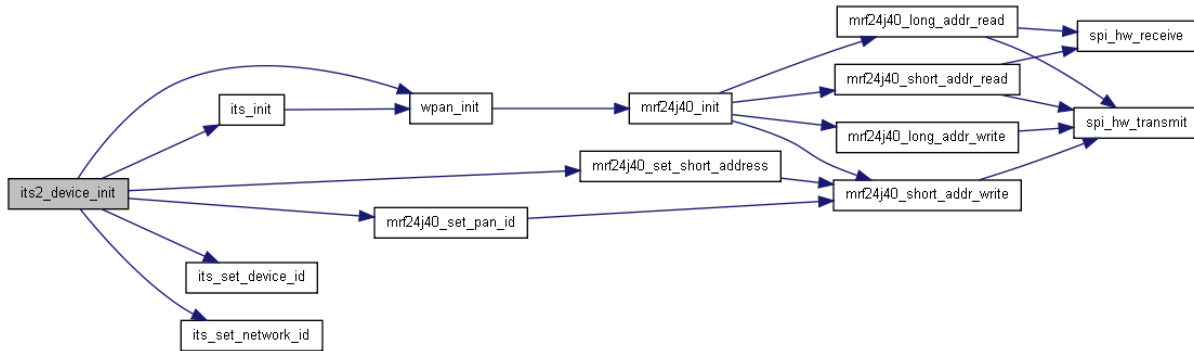 its2_device_init
its_init
wpan_init
mrf24j40_init
mrf24j40_long_addr_read
mrf24j40_short_addr_read
mrf24j40_long_addr_write
mrf24j40_short_addr_write
spi_hw_receive
spi_hw_transmit
mrf24j40_set_short_address
mrf24j40_set_pan_id
its_set_device_id
its_set_network_id